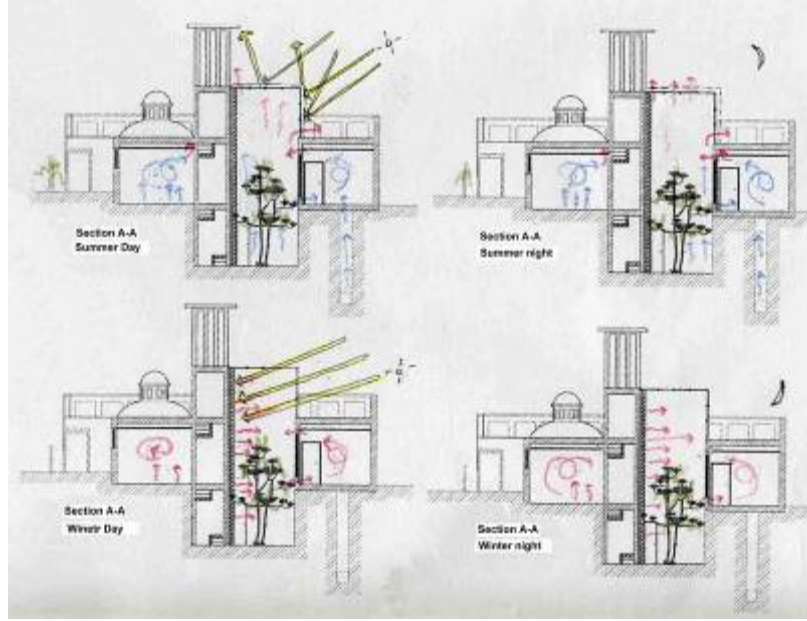 Section A-A
Summer Day
Section A-A
Summer night
Section A-A
Winetr Day
Section A-A
Winter night